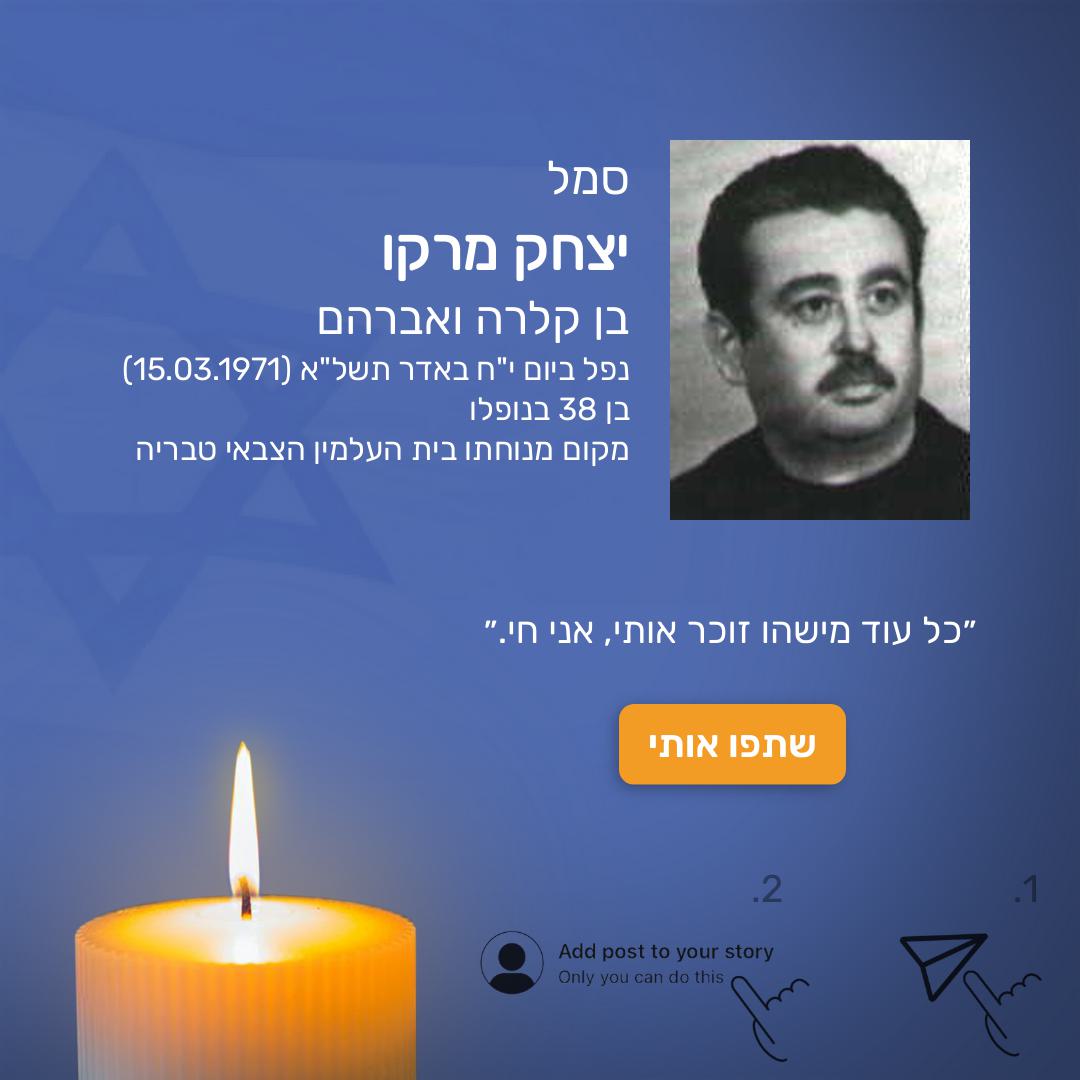 סמל
יצחק מרקו
בן קלרה ואברהם
נפל ביום י"ח באדר תשל"א (15.03.1971)
בן 38 בנופלו
מקום מנוחתו בית העלמין הצבאי טבריה
״כל עוד מישהו זוכר אותי, אני חי.״
שתפו אותי
1.
2.
Add post to your story
Only you can do this